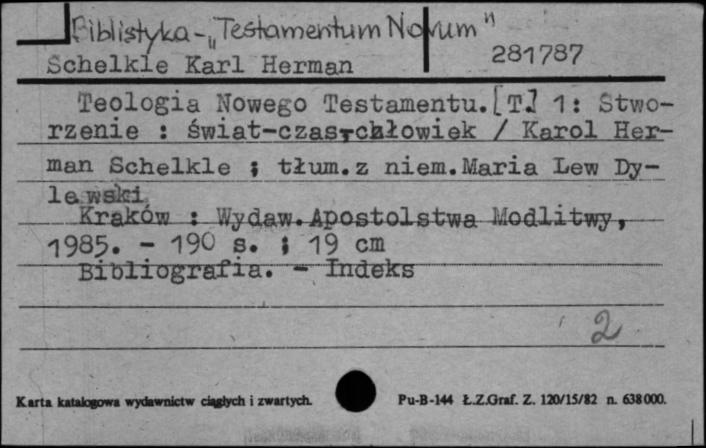 Biblistyka - „Testamentum Novum"
281787
Schelkle Karl Herman
Teologia Nowego Testamentu.[T.] 1: Stwo-
rzenie : świat-czas-człowiek / Karol Her-
man Schelkle ; tłum.z niem.Maria Lew Dy-
lewski
Kraków : Wydaw.Apostolstwa Modlitwy,
1985. - 190 s. ; 19 cm
Bibliografia. - Indeks
2
Karta katalogowa wydawnictw ciągłych i zwartych.
Pu-B-144 Ł.Z.Graf. Z. 120/15/82 n. 638000.